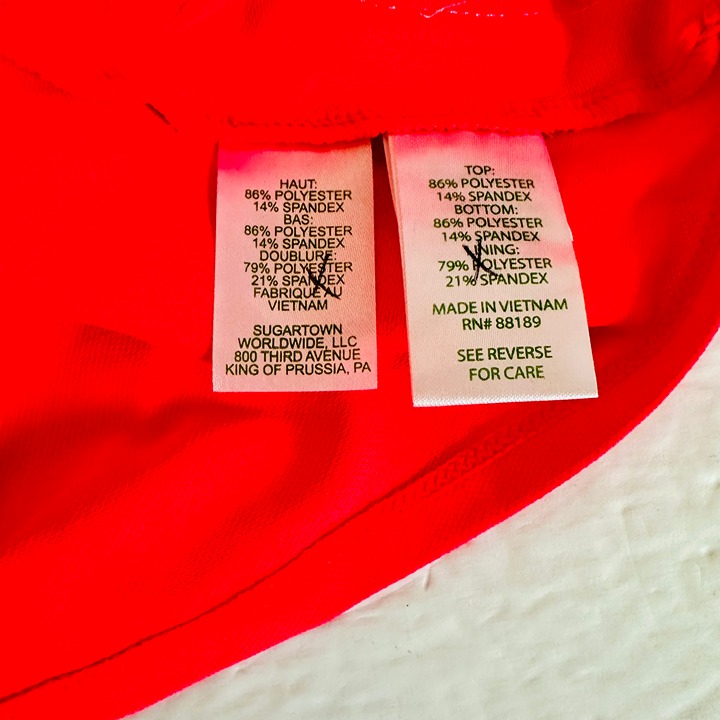 HAUT:
86% POLYESTER
14% SPANDEX
BAS:
86% POLYESTER
14% SPANDEX
DOUBLURE:
79% POLYESTER
21% SPANDEX
FABRIQUE AU
VIETNAM
SUGARTOWN
WORLDWIDE, LLC
800 THIRD AVENUE
KING OF PRUSSIA, PA
TOP:
86% POLYESTER
14% SPANDEX
BOTTOM:
86% POLYESTER
14% SPANDEX
LINING:
79% POLYESTER
21% SPANDEX
MADE IN VIETNAM
RN# 88189
SEE REVERSE
FOR CARE